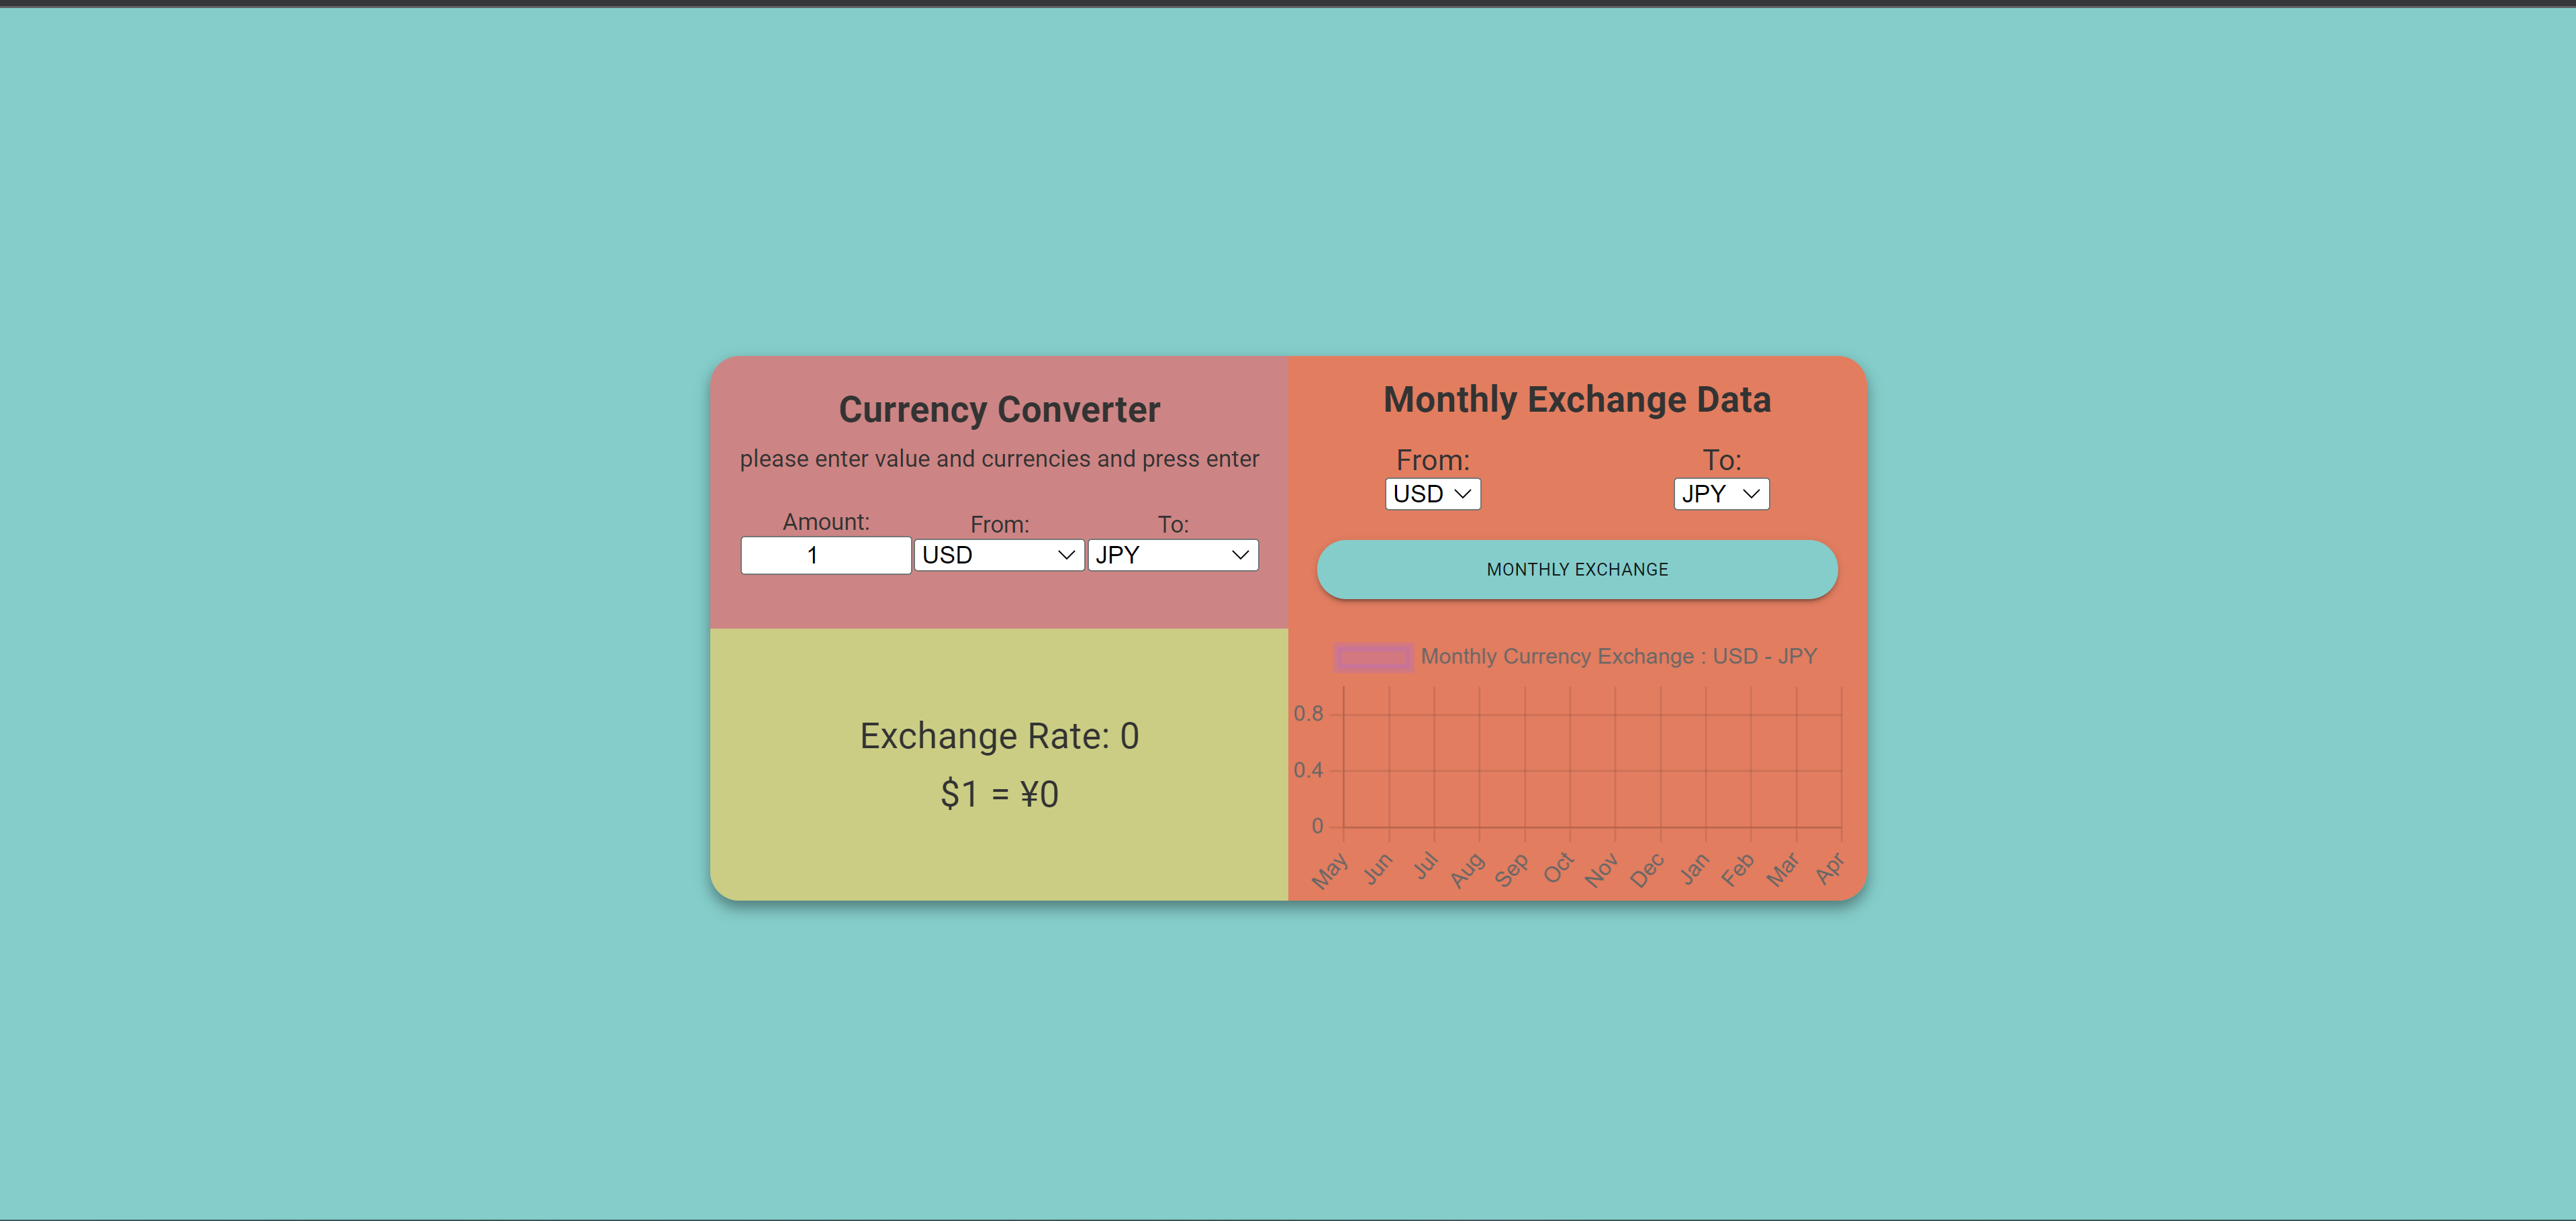 Currency Converter
please enter value and currencies and press enter
Amount: From: To:
1 USD JPY
Exchange Rate: 0
$1 = ¥0
Monthly Exchange Data
From: To:
USD JPY
MONTHLY EXCHANGE
Monthly Currency Exchange : USD - JPY
0.8
0.4
0
May Jun Jul Aug Sep Oct Nov Dec Jan Feb Mar Apr